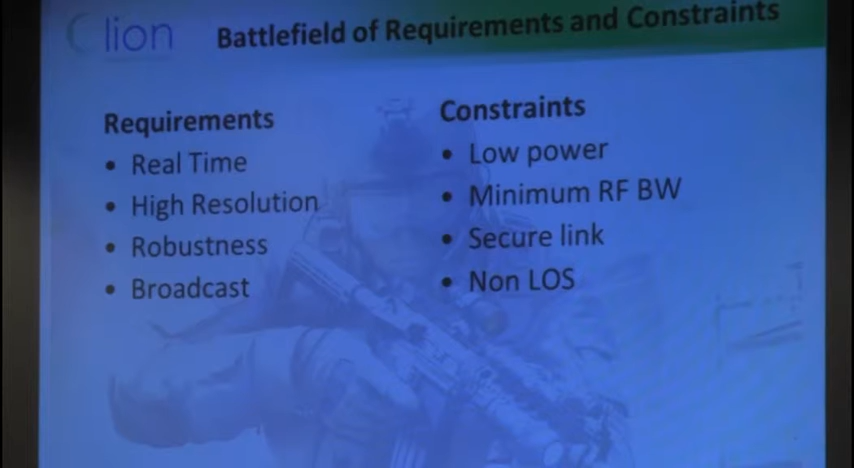 lion
Battlefield of Requirements and Constraints
Requirements
• Real Time
• High Resolution
• Robustness
• Broadcast
Constraints
• Low power
• Minimum RF BW
• Secure link
• Non LOS